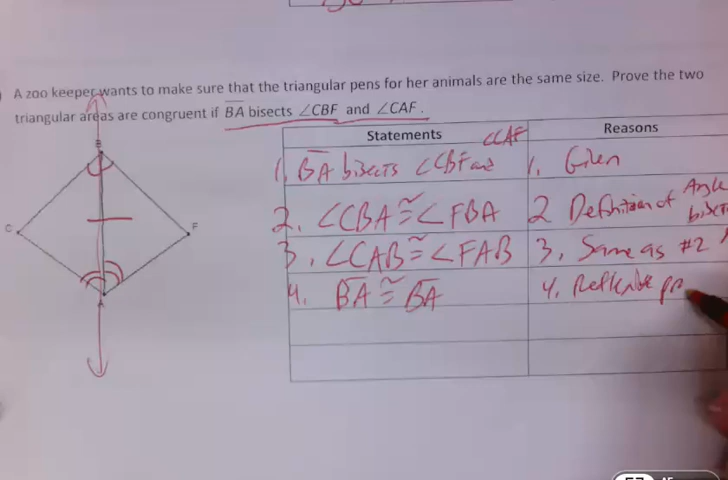 A zoo keeper wants to make sure that the triangular pens for her animals are the same size. Prove the two
triangular areas are congruent if BA bisects ∠CBF and ∠CAF.
Statements
Reasons
1. BA bisects ∠CBF and ∠CAF
1. Given
2. ∠CBA ≅ ∠FBA
2 Definition of Angle
3. ∠CAB ≅ ∠FAB
3. Same as #2
4. BA ≅ BA
4. Reflexive pr
B
C
F
A